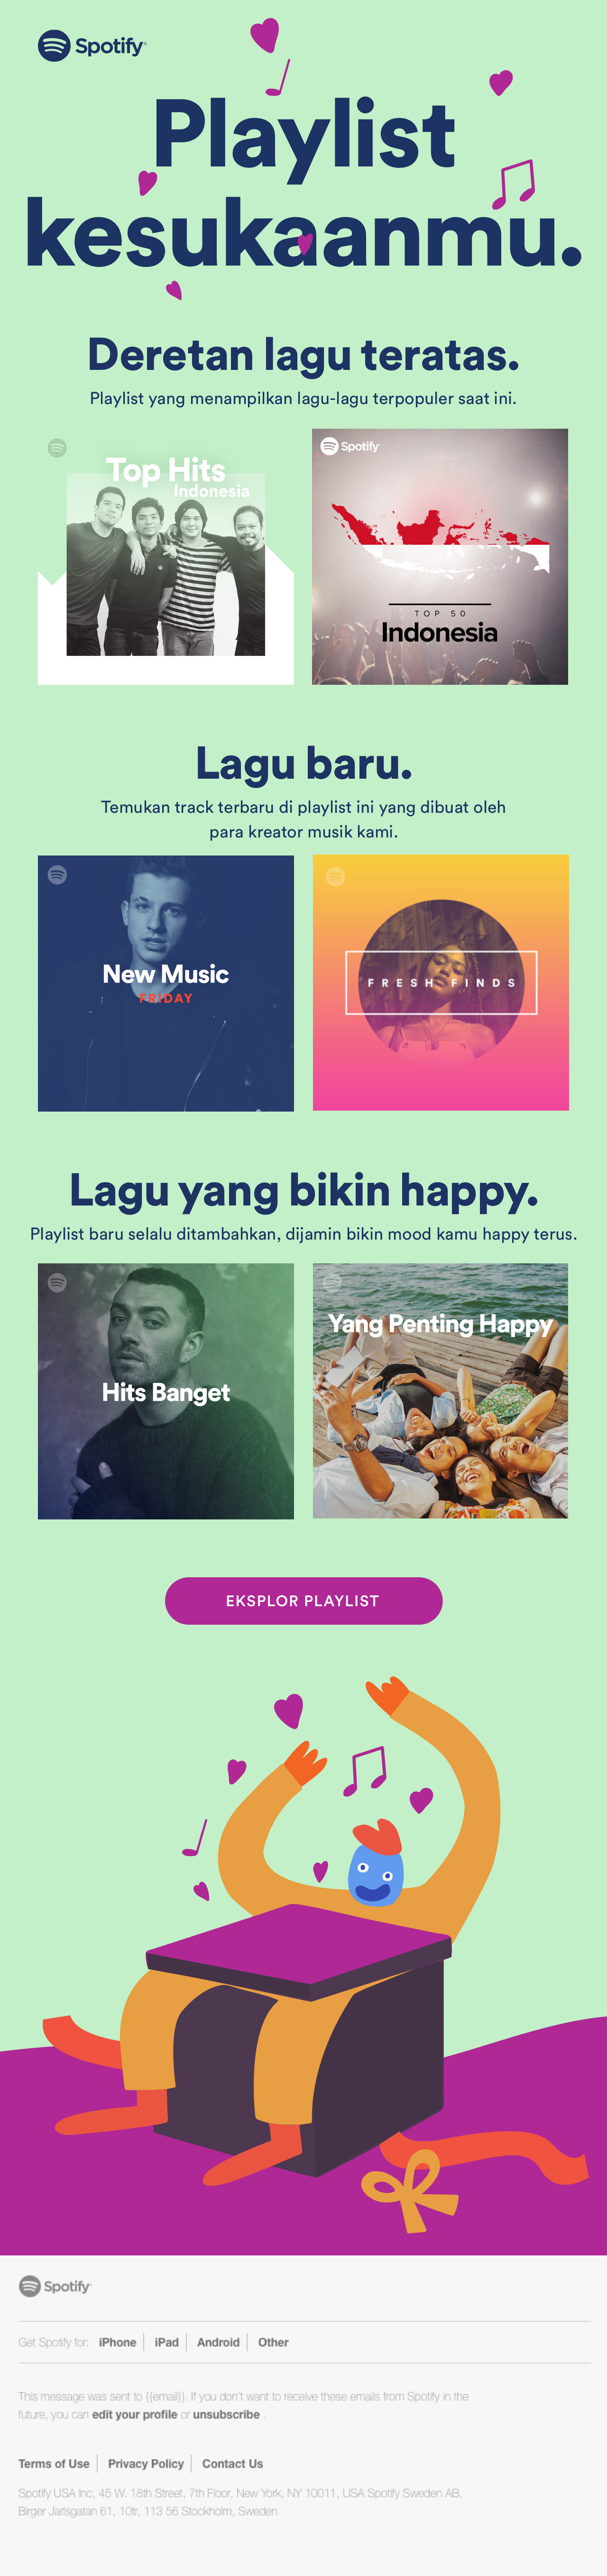 Spotify
Playlist
kesukaanmu.
Deretan lagu teratas.
Playlist yang menampilkan lagu-lagu terpopuler saat ini.
Top Hits
Indonesia
Spotify
TOP 50
Indonesia
Lagu baru.
Temukan track terbaru di playlist ini yang dibuat oleh
para kreator musik kami.
New Music
FRIDAY
FRESH FINDS
Lagu yang bikin happy.
Playlist baru selalu ditambahkan, dijamin bikin mood kamu happy terus.
Hits Banget
Yang Penting Happy
EKSPLOR PLAYLIST
Spotify
Get Spotify for: iPhone | iPad | Android | Other
This message was sent to {{email}}. If you don't want to receive these emails from Spotify in the
future, you can edit your profile or unsubscribe .
Terms of Use | Privacy Policy | Contact Us
Spotify USA Inc, 45 W. 18th Street, 7th Floor, New York, NY 10011, USA Spotify Sweden AB,
Birger Jarlsgatan 61, 10tr, 113 56 Stockholm, Sweden